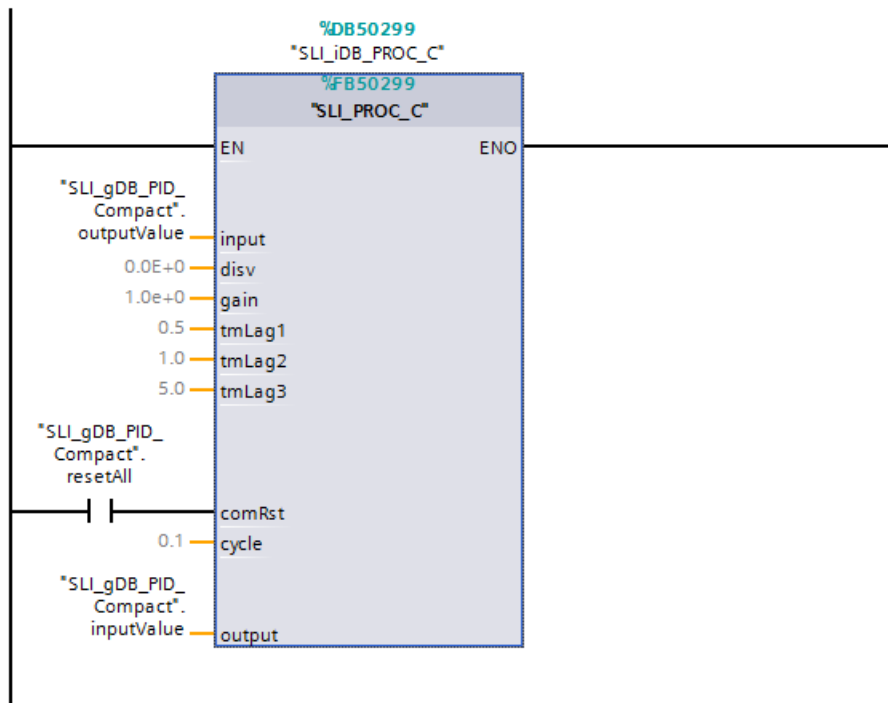 %DB50299
"SLI_iDB_PROC_C"
%FB50299
"SLI_PROC_C"
EN
ENO
"SLI_gDB_PID_
Compact".
outputValue
input
0.0E+0
disv
1.0e+0
gain
0.5
tmLag1
1.0
tmLag2
5.0
tmLag3
"SLI_gDB_PID_
Compact".
resetAll
comRst
0.1
cycle
"SLI_gDB_PID_
Compact".
inputValue
output